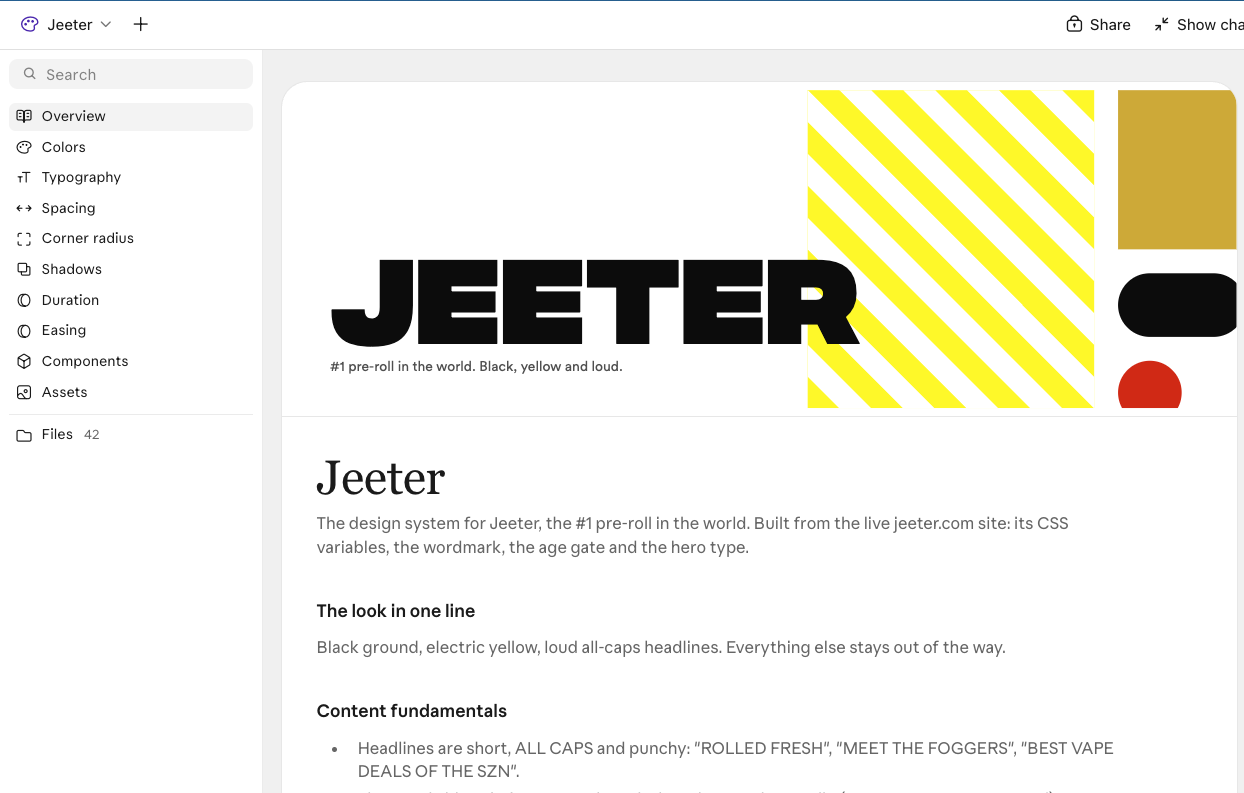 Jeeter
Share
Show cha
Search
Overview
Colors
Typography
Spacing
Corner radius
Shadows
Duration
Easing
Components
Assets
Files 42
JEETER
#1 pre-roll in the world. Black, yellow and loud.
Jeeter
The design system for Jeeter, the #1 pre-roll in the world. Built from the live jeeter.com site: its CSS
variables, the wordmark, the age gate and the hero type.
The look in one line
Black ground, electric yellow, loud all-caps headlines. Everything else stays out of the way.
Content fundamentals
Headlines are short, ALL CAPS and punchy: "ROLLED FRESH", "MEET THE FOGGERS", "BEST VAPE
DEALS OF THE SZN".